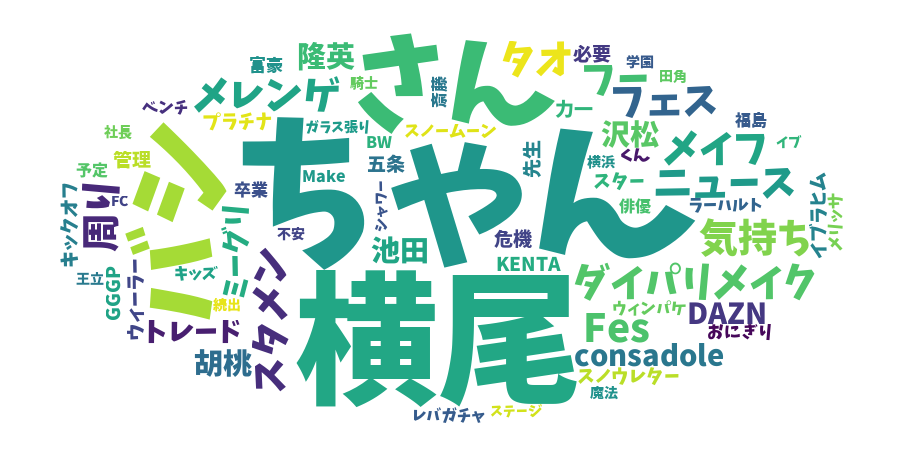 さん
タオ
必要
隆英
学園
富豪
メレンゲ
騎士
高機
フラ
田角
フェス
カー
ベンチ
プラチナ
ガラス張り
スノームーン
福島
社長
BW
沢松
メイフ
イブ
ちゃん
くん
管理
五条
先生
横浜
予定
Make
スター
ニュース
バジ
卒業
シャワー
俳優
ラーハルト
イブラヒム
メリッサ
キックオフ
周り
FC
ミーグリ
不安
池田
危機
気持ち
王立
GGGP
キッズ
KENTA
ダイパリメイク
ウィーラー
スタメン
横尾
続出
ウィンパケ
DAZN
トレード
Fes
おにぎり
胡桃
consadole
スノウレター
魔法
レバガチャ
ステージ